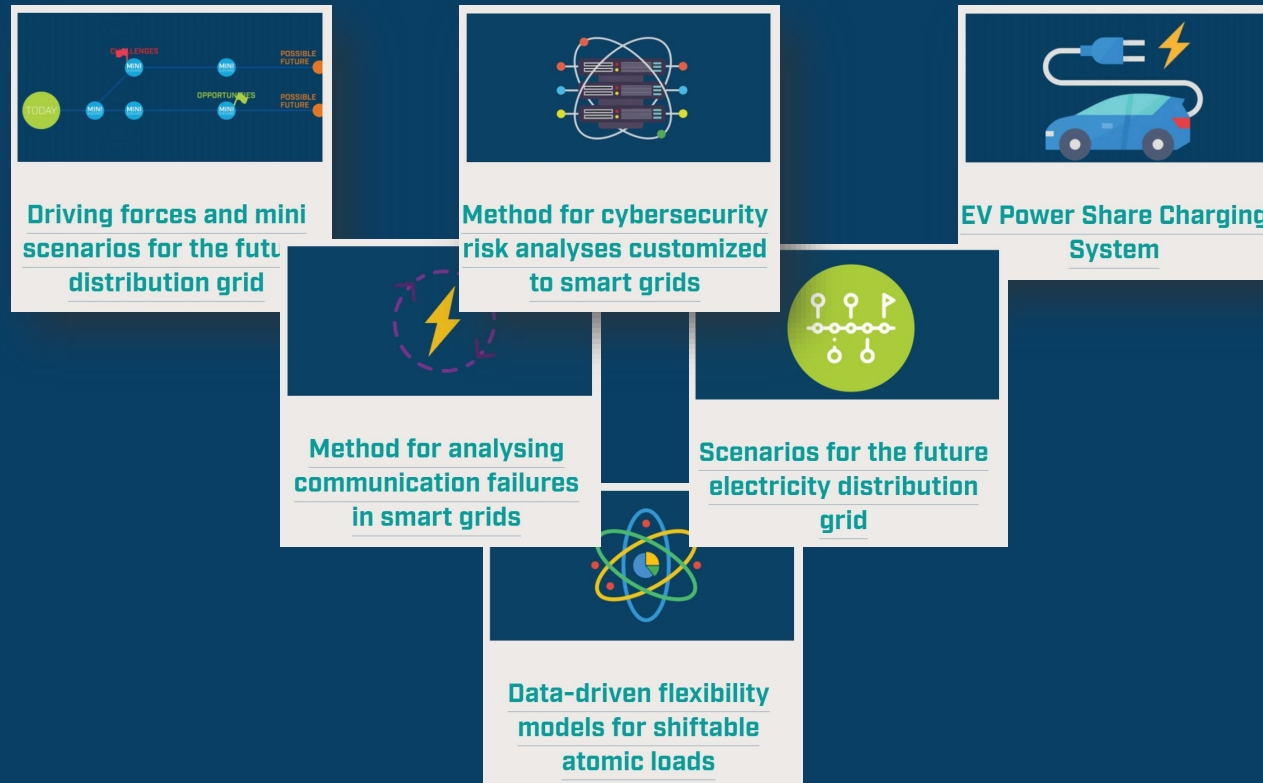 CHALLENGES
POSSIBLE
FUTURE
MINI
MINI
TODAY
OPPORTUNITIES
POSSIBLE
FUTURE
MINI
MINI
MINI
Driving forces and mini
scenarios for the futu
distribution grid
Method for cybersecurity
risk analyses customized
to smart grids
EV Power Share Charging
System
Method for analysing
communication failures
in smart grids
Scenarios for the future
electricity distribution
grid
Data-driven flexibility
models for shiftable
atomic loads